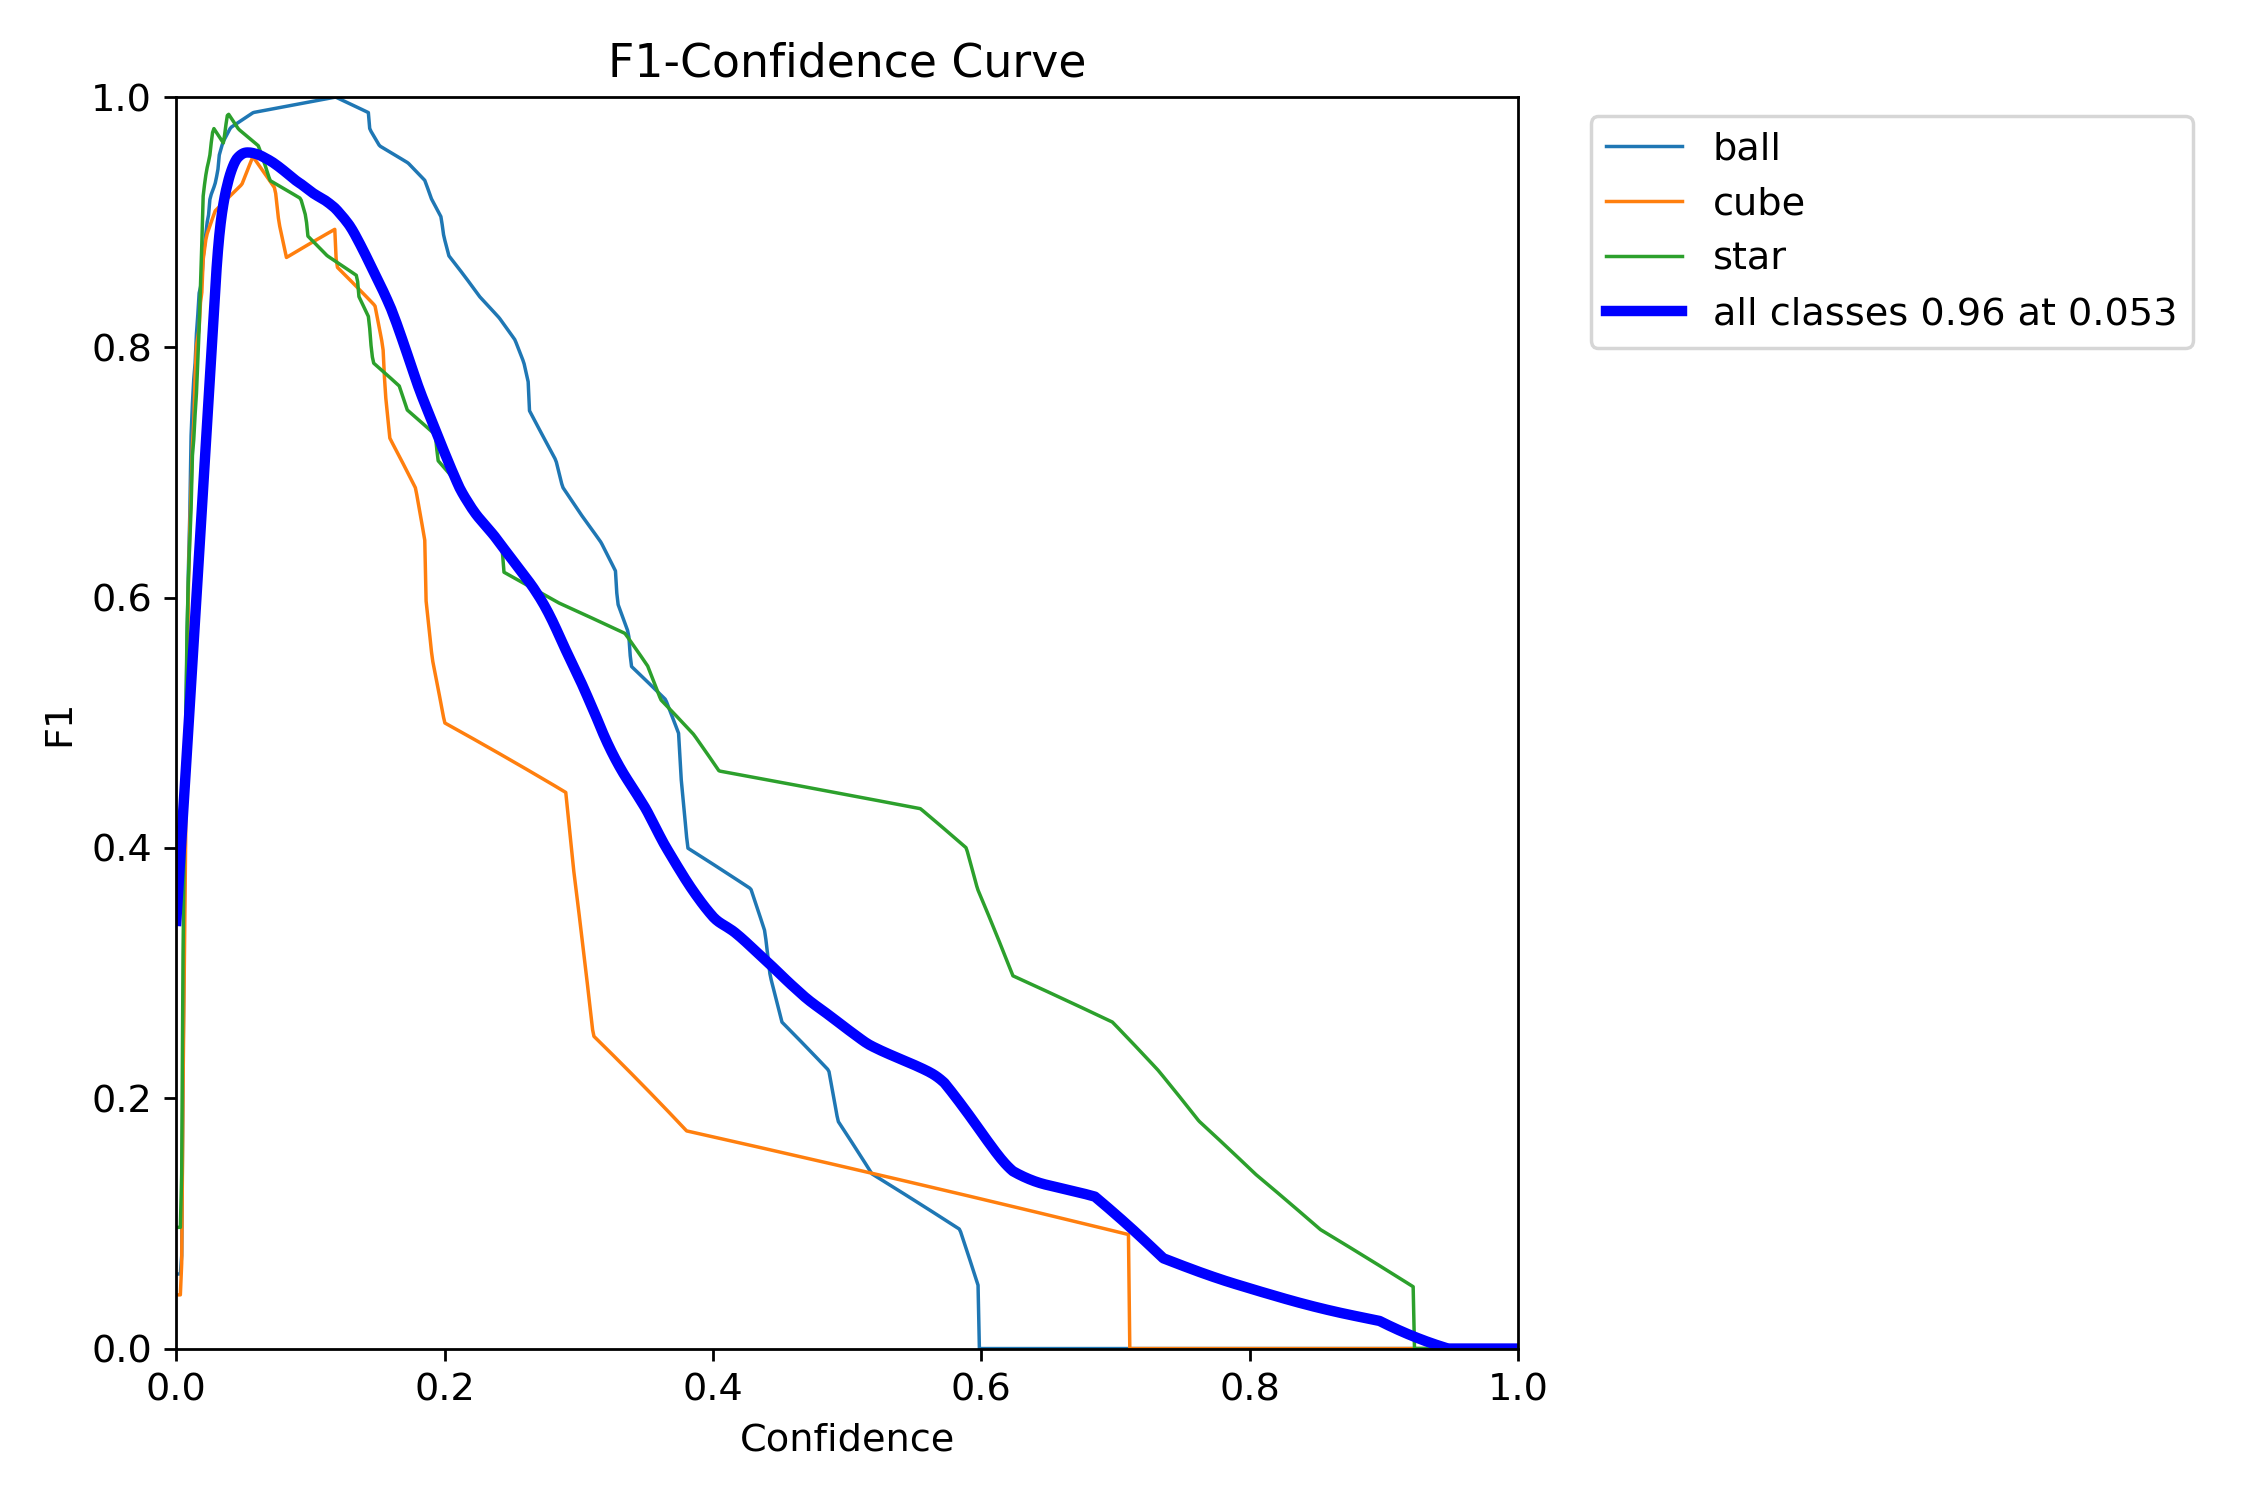 F1-Confidence Curve
1.0
0.8
0.6
0.4
0.2
0.0
F1
0.0 0.2 0.4 0.6 0.8 1.0
Confidence
ball
cube
star
all classes 0.96 at 0.053